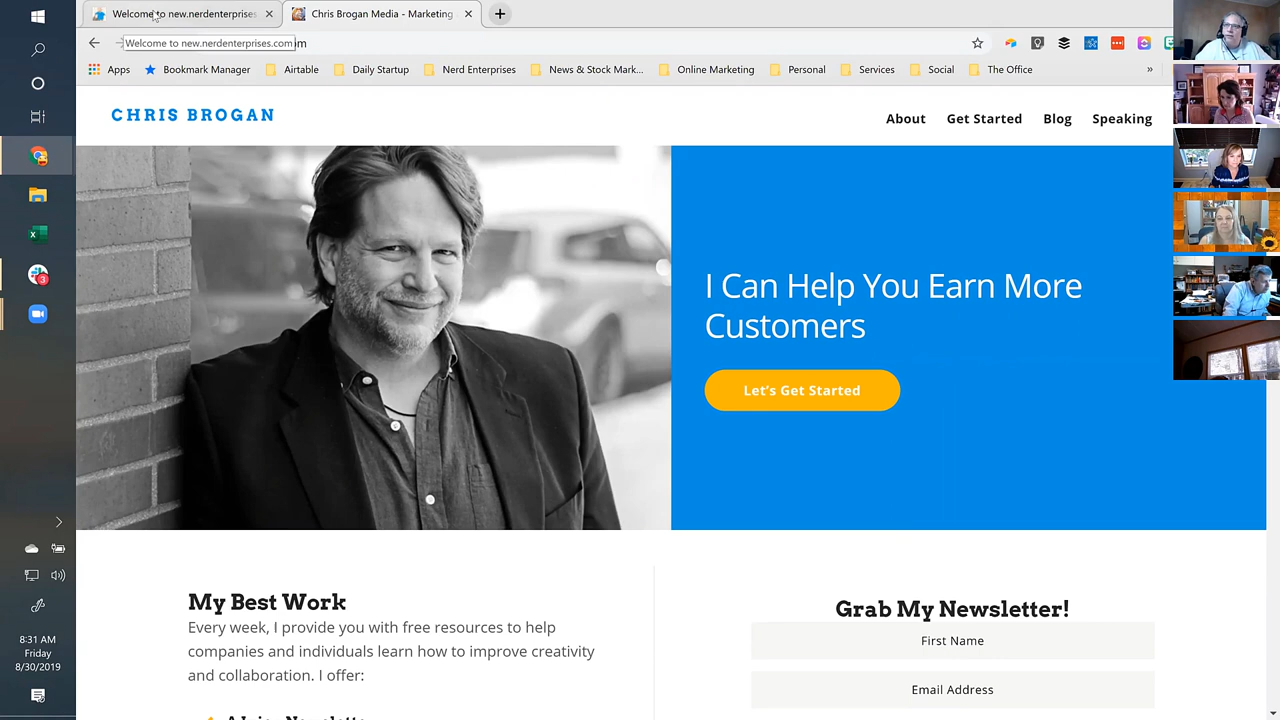 Welcome to new.nerdenterprises
Chris Brogan Media - Marketing
Welcome to new.nerdenterprises.com
Apps
Bookmark Manager
Airtable
Daily Startup
Nerd
News & Stock Mark...
Online Marketing
Personal
Services
Social
The Office
»
CHRIS BROGAN
About
Get Started
Blog
Speaking
I Can Help You Earn More
Customers
Let's Get Started
My Best Work
Every week, I provide you with free resources to help
companies and individuals learn how to improve creativity
and collaboration. I offer:
Grab My Newsletter!
First Name
Email Address
3
8:31 AM
Friday
8/30/2019